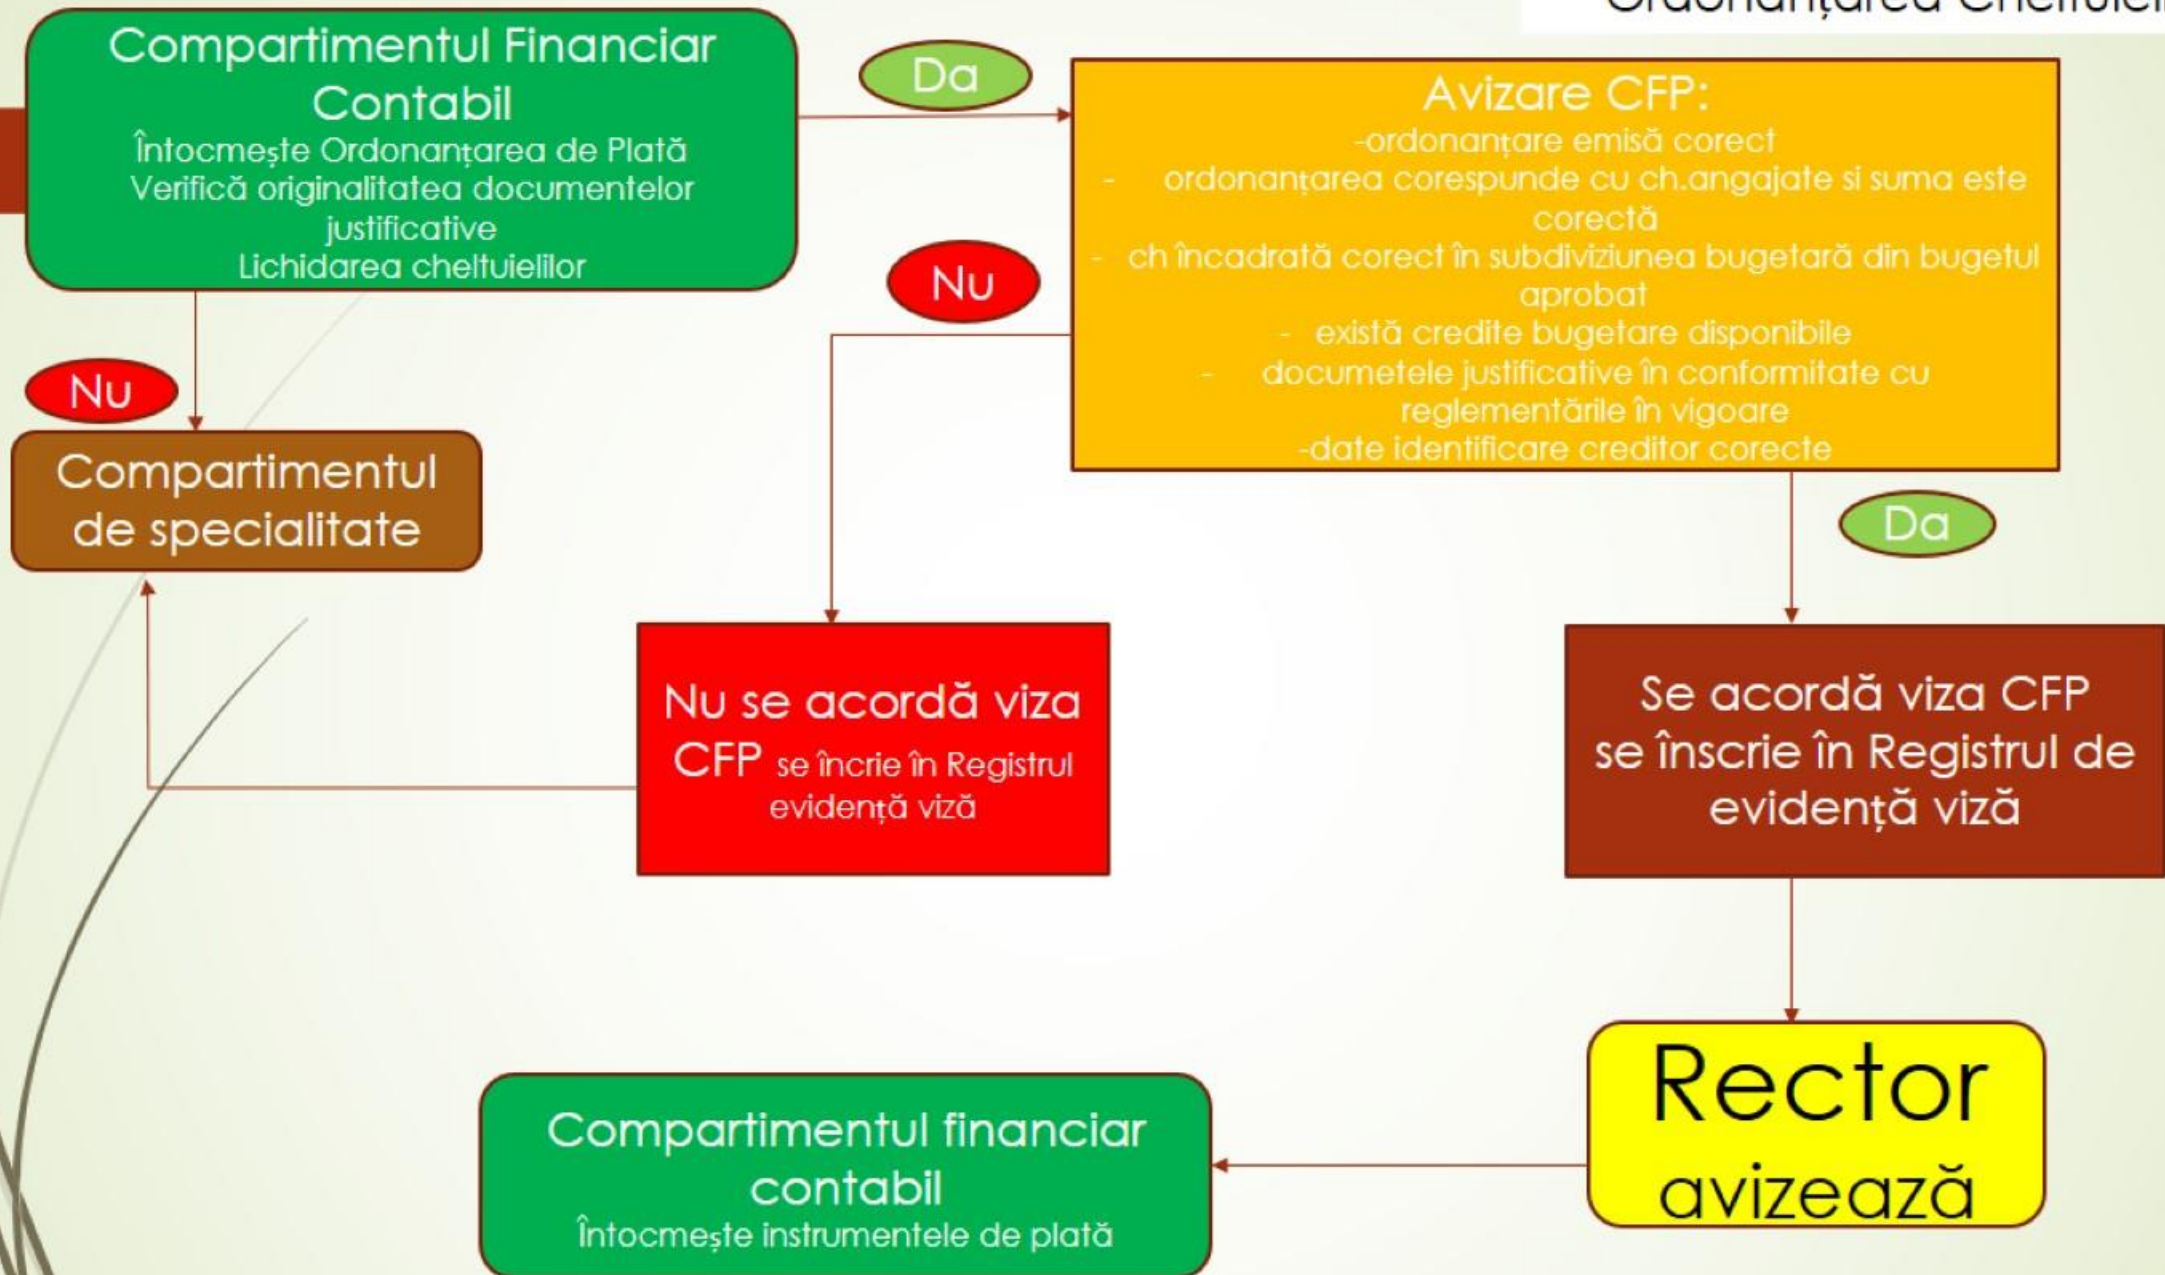 Compartimentul Financiar
Contabil
Întocmește Ordonanțarea de Plată
Verifică originalitatea documentelor
justificative
Lichidarea cheltuielilor
Da
Avizare CFP:
-ordonanțare emisă corect
- ordonanțarea corespunde cu ch.angajate si suma este
corectă
- ch încadrată corect în subdiviziunea bugetară din bugetul
aprobat
- există credite bugetare disponibile
- documetele justificative în conformitate cu
reglementările în vigoare
-date identificare creditor corecte
Nu
Nu
Compartimentul
de specialitate
Da
Nu se acordă viza
CFP se încrie în Registrul
evidență viză
Se acordă viza CFP
se înscrie în Registrul de
evidență viză
Rector
avizează
Compartimentul financiar
contabil
Întocmește instrumentele de plată